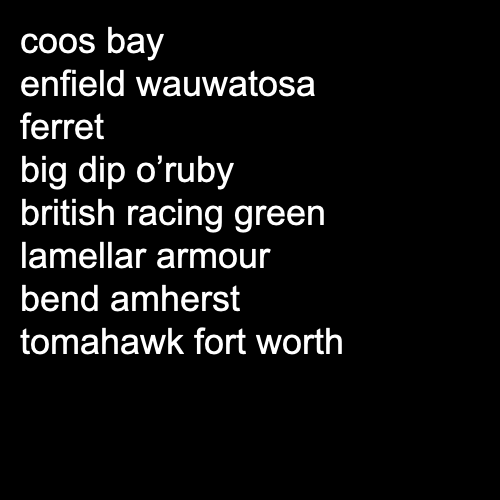 coos bay
enfield wauwatosa
ferret
big dip o’ruby
british racing green
lamellar armour
bend amherst
tomahawk fort worth